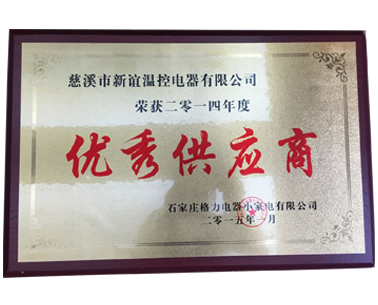 慈溪市新谊温控电器有限公司
荣获二零一四年度
优秀供应商
石家庄格力电器小家电有限公司
二零一五年一月